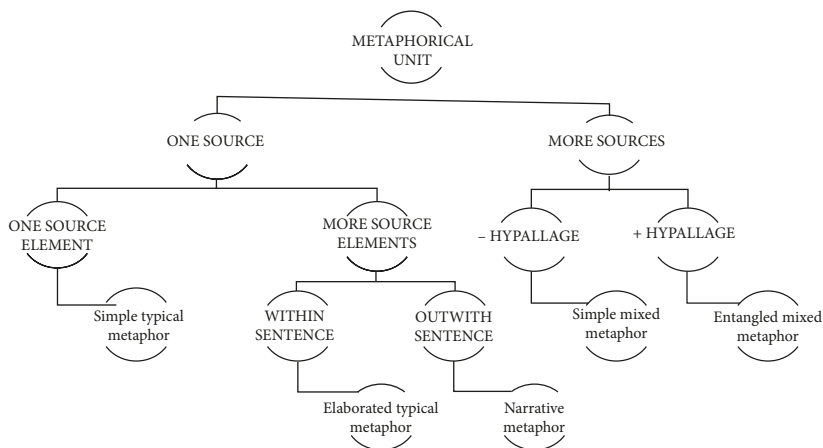 METAPHORICAL
UNIT
ONE SOURCE
MORE SOURCES
ONE SOURCE
ELEMENT
MORE SOURCE
ELEMENTS
– HYPALLAGE
+ HYPALLAGE
Simple typical
metaphor
WITHIN
SENTENCE
OUTWITH
SENTENCE
Simple mixed
metaphor
Entangled mixed
metaphor
Elaborated typical
metaphor
Narrative
metaphor